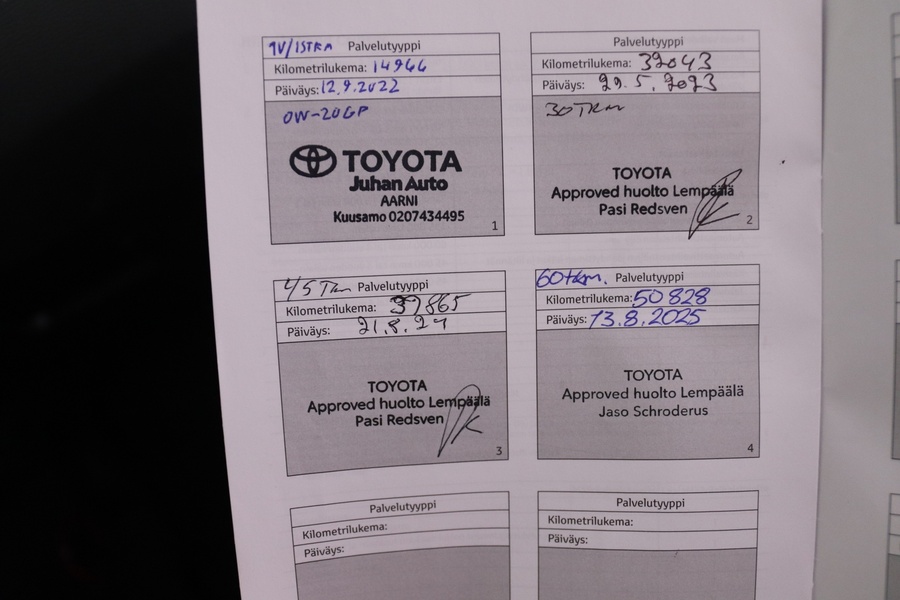 1V/15TKM Palvelutyyppi
Kilometrilukema: 14966
Päiväys: 12.9.2022
0W-20GP
TOYOTA
Juhan Auto
AARNI
Kuusamo 0207434495
1
Palvelutyyppi
Kilometrilukema: 32043
Päiväys: 29.5.2023
30TKm
TOYOTA
Approved huolto Lempäälä
Pasi Redsven
2
45Tkm Palvelutyyppi
Kilometrilukema: 39865
Päiväys: 21.8.24
TOYOTA
Approved huolto Lempäälä
Pasi Redsven
3
60tkm. Palvelutyyppi
Kilometrilukema: 50828
Päiväys: 13.8.2025
TOYOTA
Approved huolto Lempäälä
Jaso Schroderus
4
Palvelutyyppi
Kilometrilukema:
Päiväys:
Palvelutyyppi
Kilometrilukema:
Päiväys: